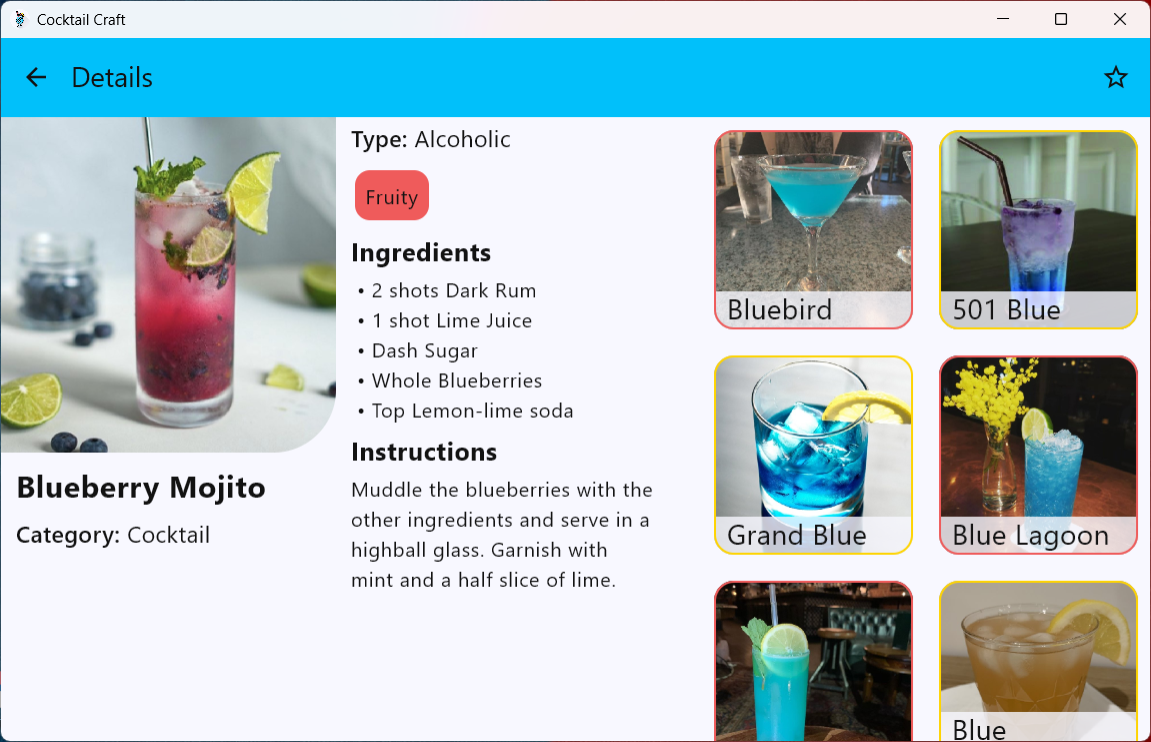 Cocktail Craft
Details
Blueberry Mojito
Category: Cocktail
Type: Alcoholic
Fruity
Ingredients
• 2 shots Dark Rum
• 1 shot Lime Juice
• Dash Sugar
• Whole Blueberries
• Top Lemon-lime soda
Instructions
Muddle the blueberries with the
other ingredients and serve in a
highball glass. Garnish with
mint and a half slice of lime.
Bluebird
501 Blue
Grand Blue
Blue Lagoon
Blue